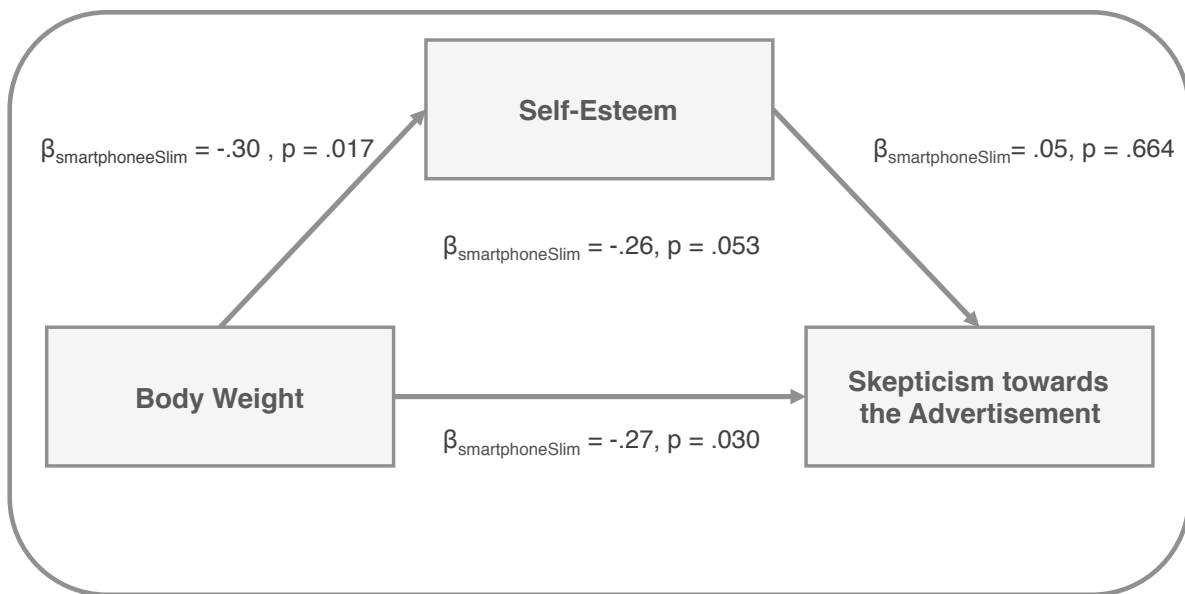 Self-Esteem
βsmartphoneeSlim = -.30 , p = .017
βsmartphoneSlim= .05, p = .664
βsmartphoneSlim = -.26, p = .053
Body Weight
Skepticism towards
the Advertisement
βsmartphoneSlim = -.27, p = .030